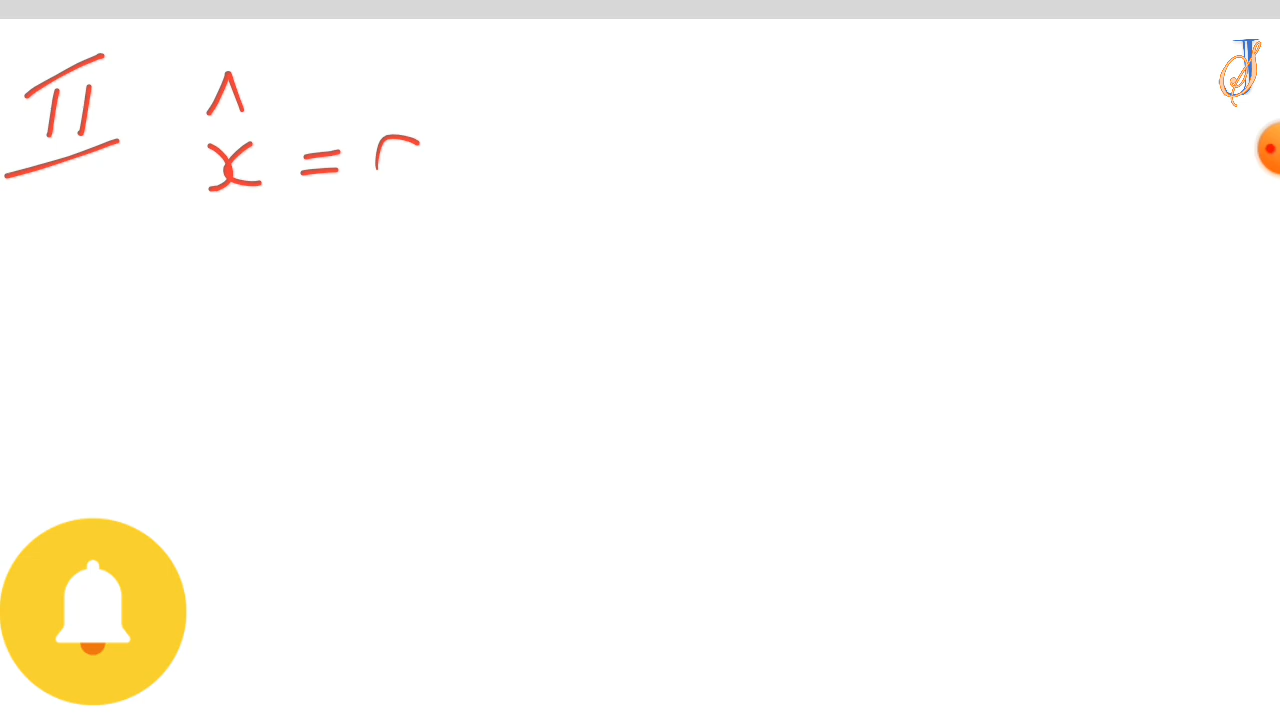 II x̂ =